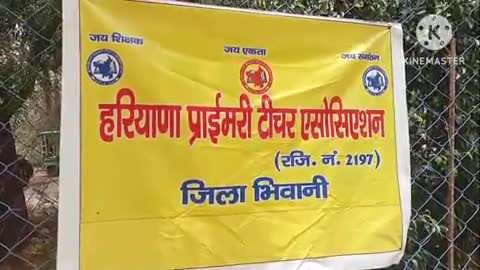 जय शिक्षक जय एकता जय संगठन
KINEMASTER
हरियाणा प्राईमरी टीचर एसोसिएशन
(रजि. नं. 2197)
जिला भिवानी